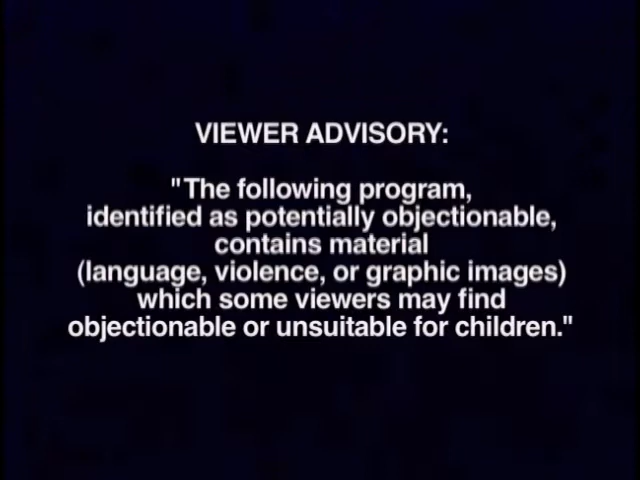 VIEWER ADVISORY:
"The following program,
identified as potentially objectionable,
contains material
(language, violence, or graphic images)
which some viewers may find
objectionable or unsuitable for children."